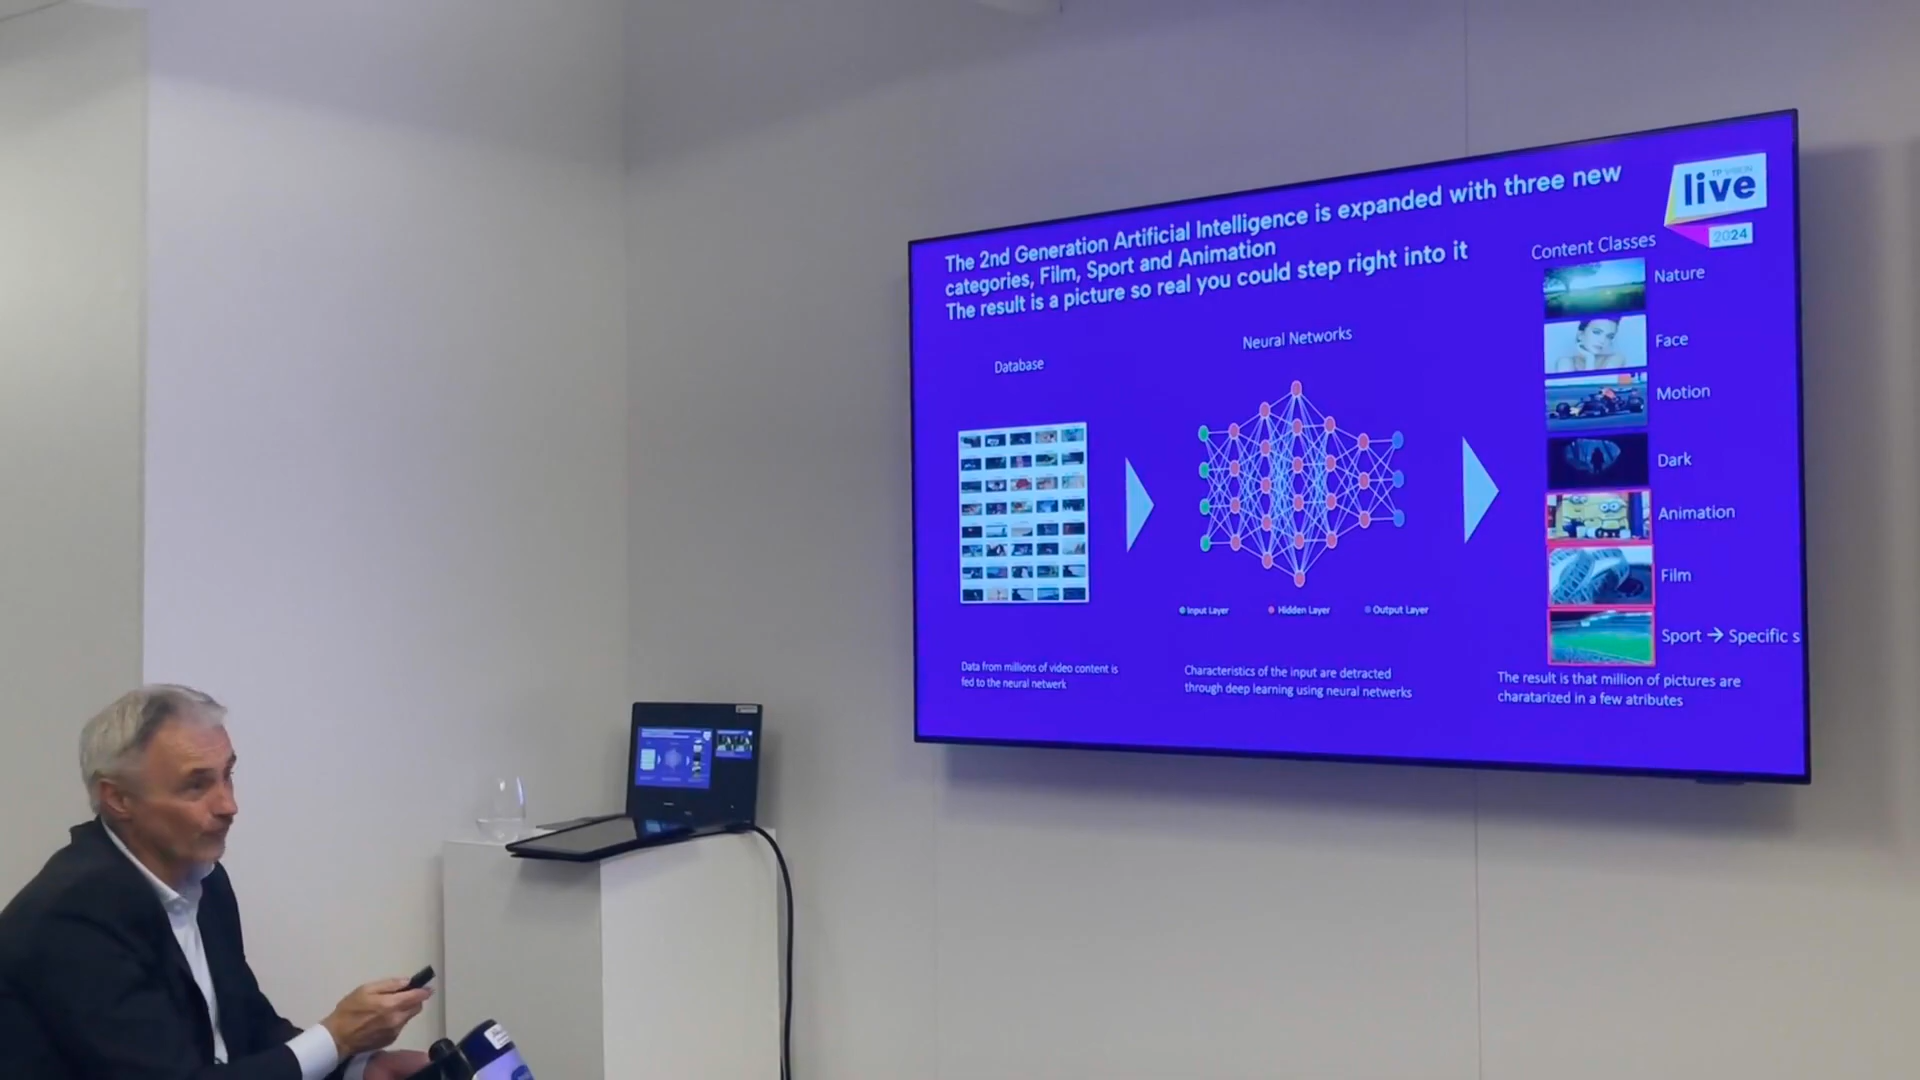 The 2nd Generation Artificial Intelligence is expanded with three new
categories, Film, Sport and Animation
The result is a picture so real you could step right into it
TP VISION
live
2024
Content Classes
Nature
Face
Motion
Dark
Animation
Film
Sport → Specific s
Database
Neural Networks
Input Layer
Hidden Layer
Output Layer
Data from millions of video content is
fed to the neural netwerk
Characteristics of the input are detracted
through deep learning using neural netwerks
The result is that million of pictures are
charatarized in a few atributes